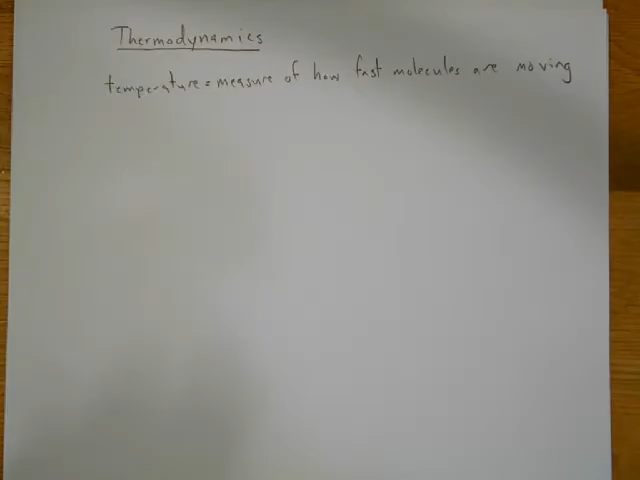 Thermodynamics
temperature = measure of how fast molecules are moving